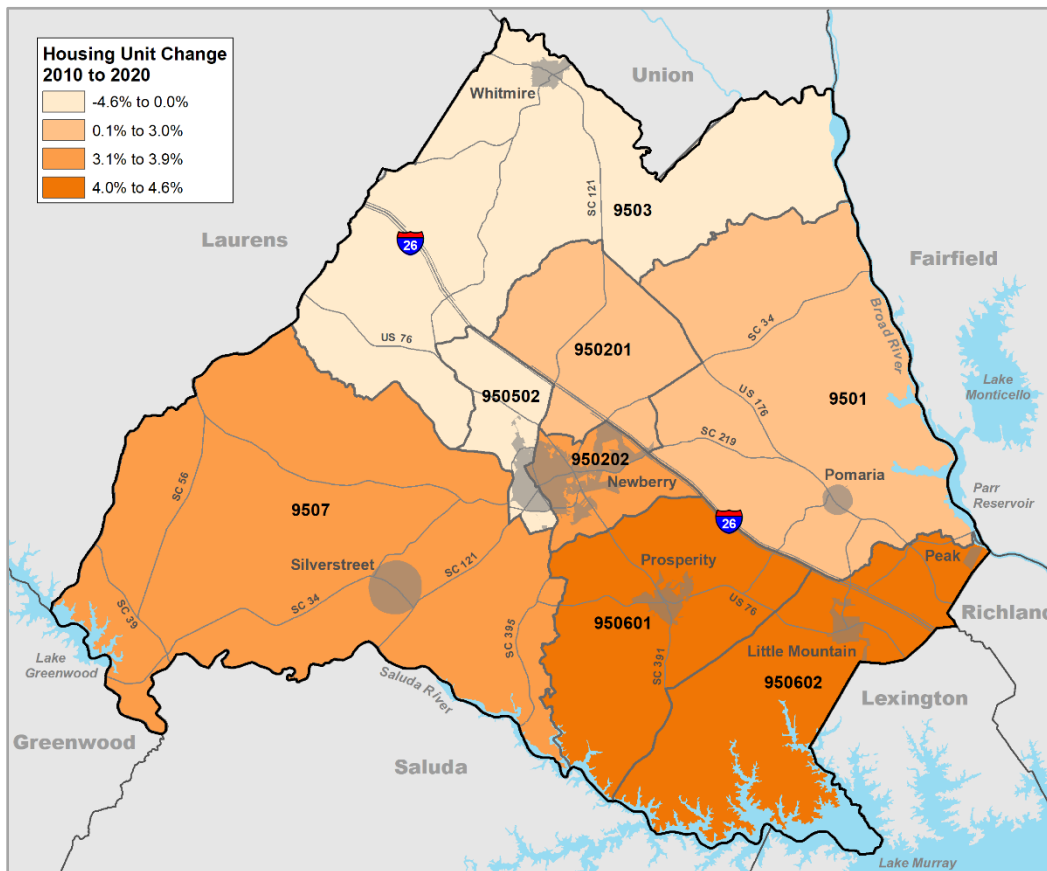 Housing Unit Change
2010 to 2020
-4.6% to 0.0%
0.1% to 3.0%
3.1% to 3.9%
4.0% to 4.6%
Union
Whitmire
SC 121
9503
Laurens
26
Fairfield
Broad River
SC 34
US 76
950201
Lake
Monticello
950502
US 176
9501
SC 219
950202
Newberry
Pomaria
Parr
Reservoir
SC 56
9507
26
Silverstreet
SC 121
Prosperity
Peak
SC 34
US 76
Richland
SC 39
SC 395
950601
Little Mountain
Lake
Greenwood
SC 391
950602
Saluda River
Lexington
Greenwood
Saluda
Lake Murray